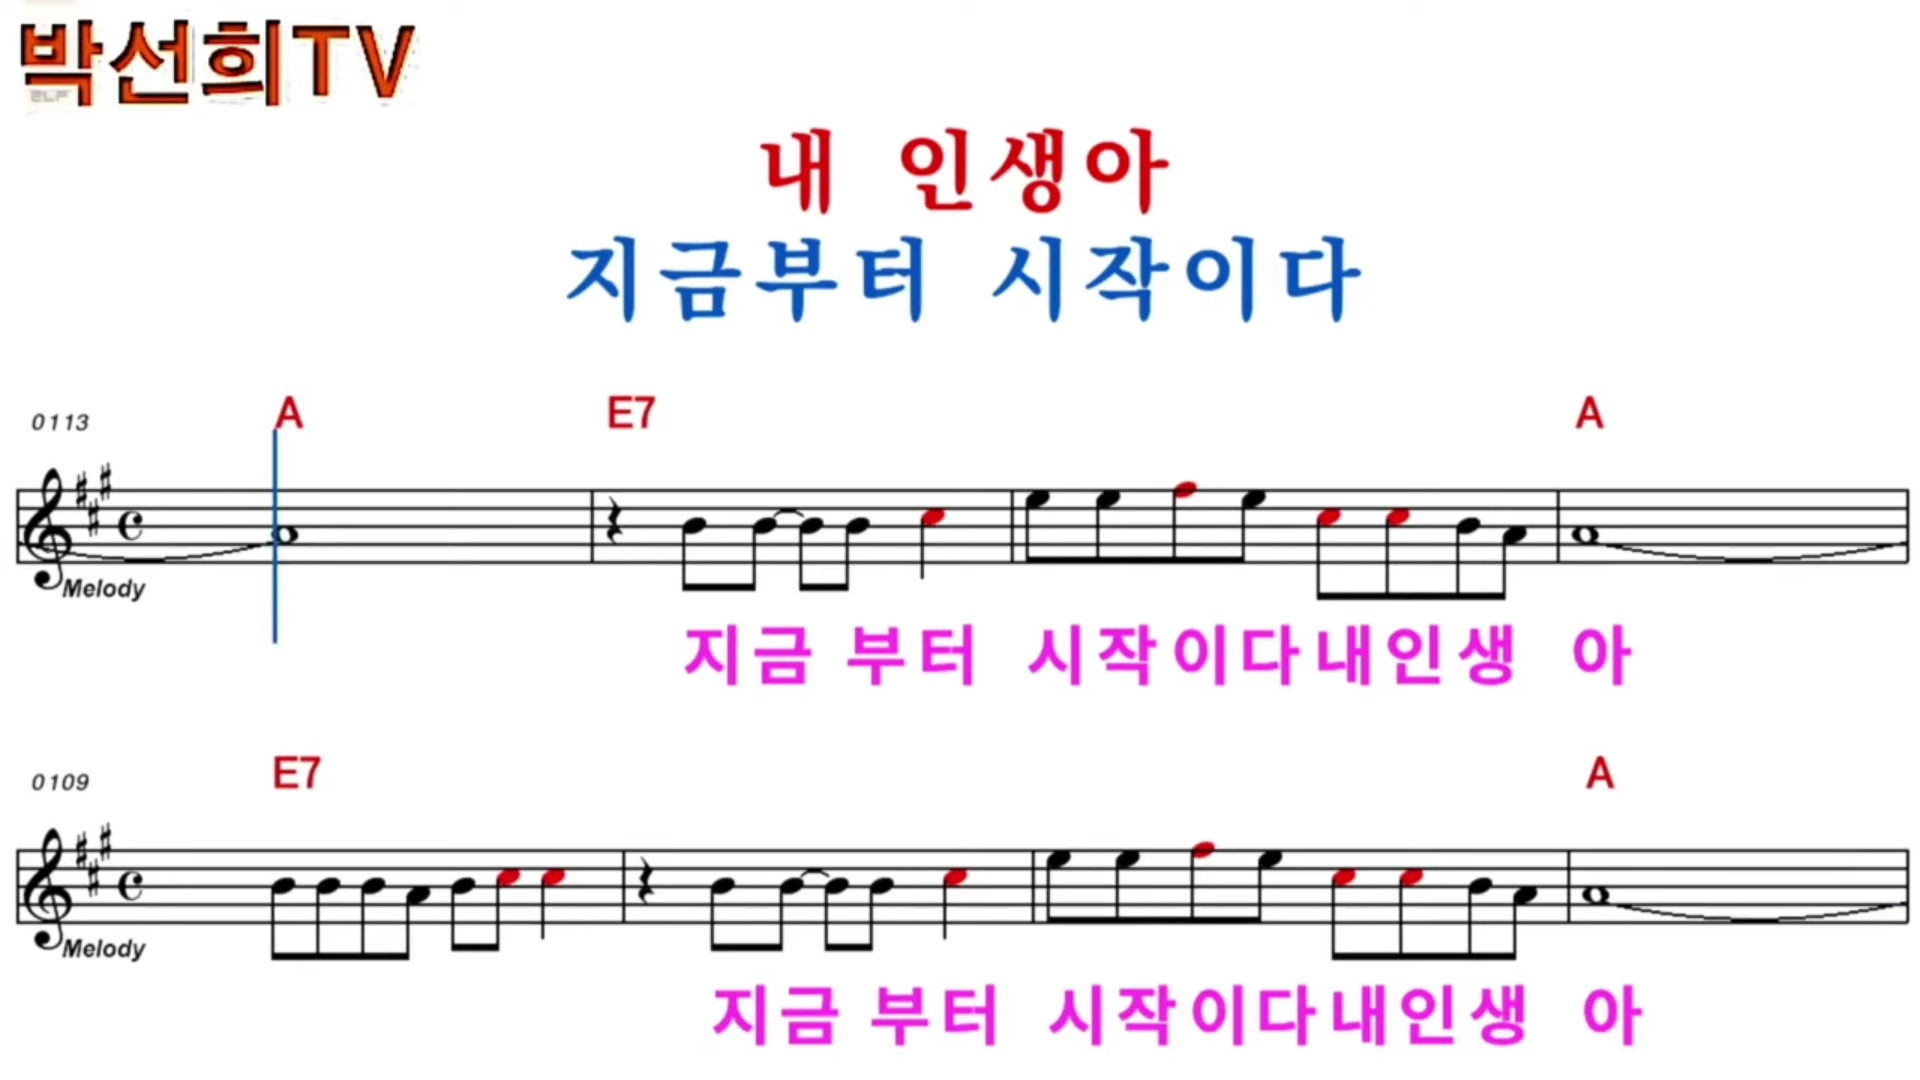 박선희TV
내 인생아
지금부터 시작이다
A E7 A
0113
Melody
지금 부터 시작이다내인생 아
E7 A
0109
Melody
지금 부터 시작이다내인생 아